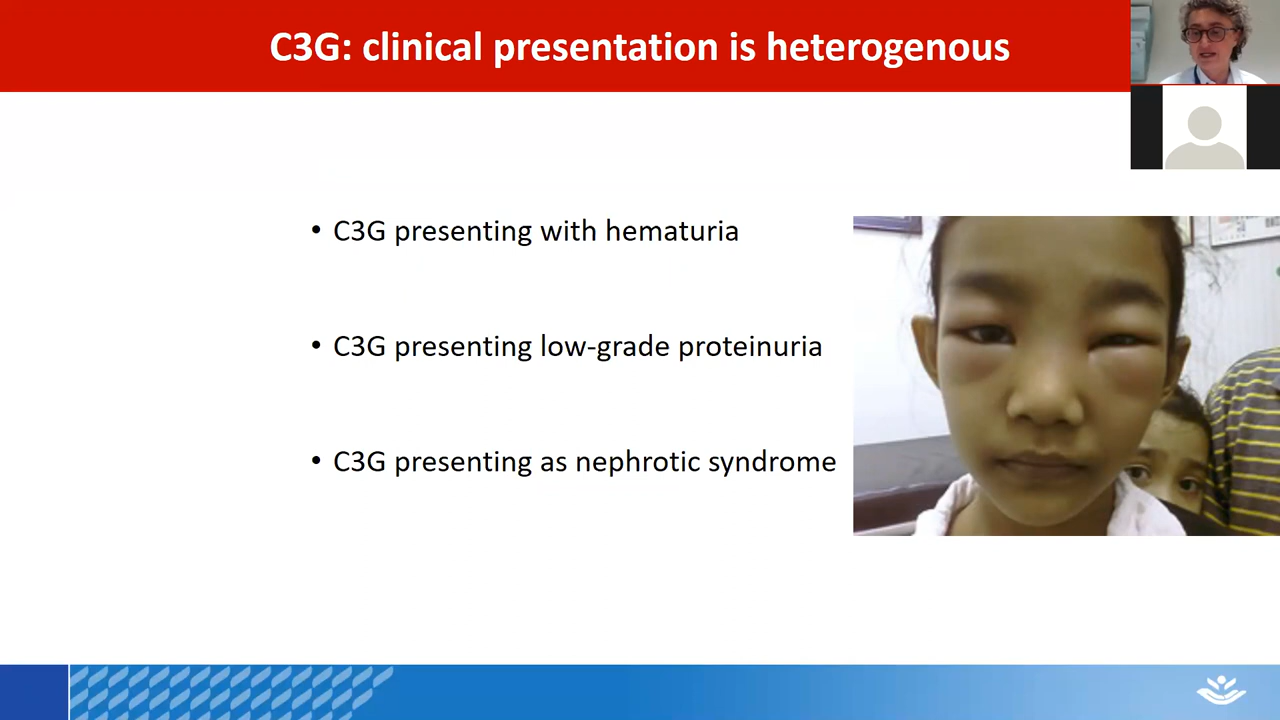 C3G: clinical presentation is heterogenous
• C3G presenting with hematuria
• C3G presenting low-grade proteinuria
• C3G presenting as nephrotic syndrome